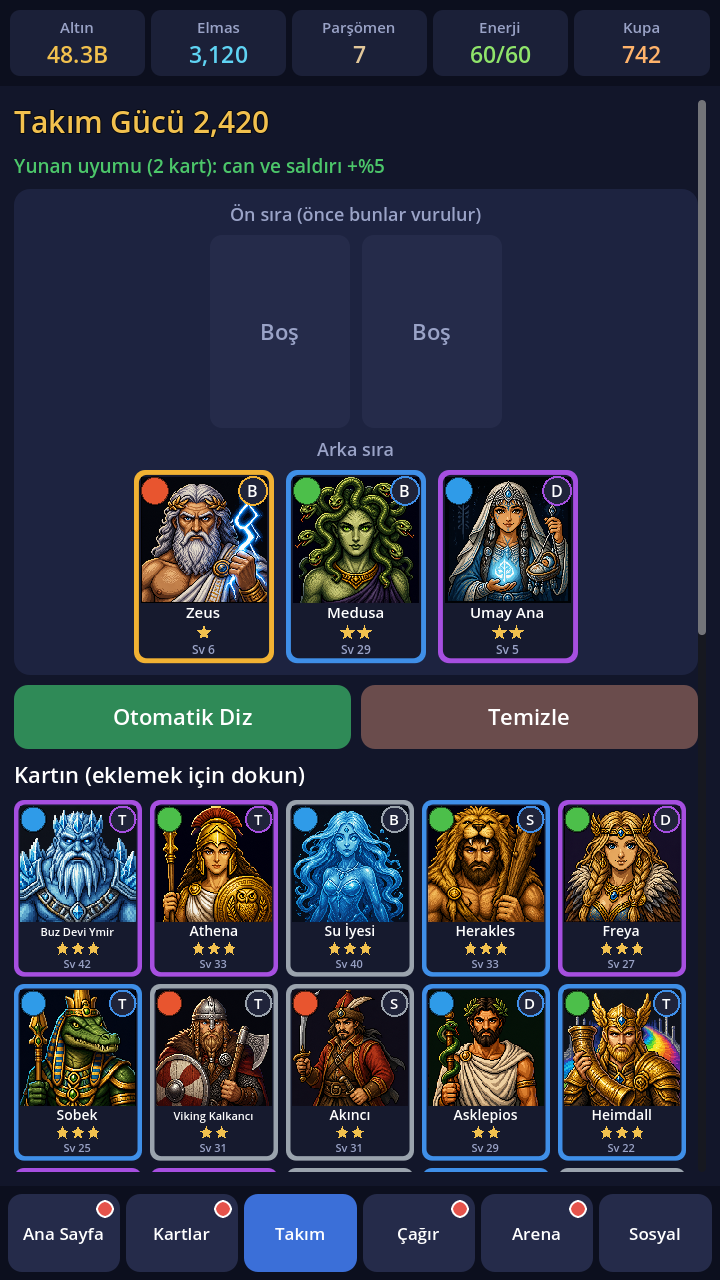 Altın
48.3B
Elmas
3,120
Parşömen
7
Enerji
60/60
Kupa
742
Takım Gücü 2,420
Yunan uyumu (2 kart): can ve saldırı +%5
Ön sıra (önce bunlar vurulur)
Boş
Boş
Arka sıra
B
Zeus
Sv 6
B
Medusa
Sv 29
D
Umay Ana
Sv 5
Otomatik Diz
Temizle
Kartın (eklemek için dokun)
T
Buz Devi Ymir
Sv 42
T
Athena
Sv 33
B
Su İyesi
Sv 40
S
Herakles
Sv 33
D
Freya
Sv 27
T
Sobek
Sv 25
T
Viking Kalkancı
Sv 31
S
Akıncı
Sv 31
D
Asklepios
Sv 29
T
Heimdall
Sv 22
Ana Sayfa
Kartlar
Takım
Çağır
Arena
Sosyal